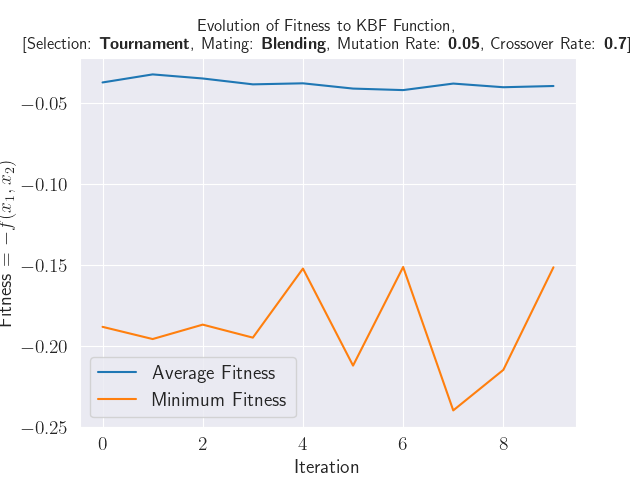 Evolution of Fitness to KBF Function,
[Selection: Tournament, Mating: Blending, Mutation Rate: 0.05, Crossover Rate: 0.7]
Fitness = −f(x₁, x₂)
−0.05
−0.10
−0.15
−0.20
−0.25
Average Fitness
Minimum Fitness
0 2 4 6 8
Iteration